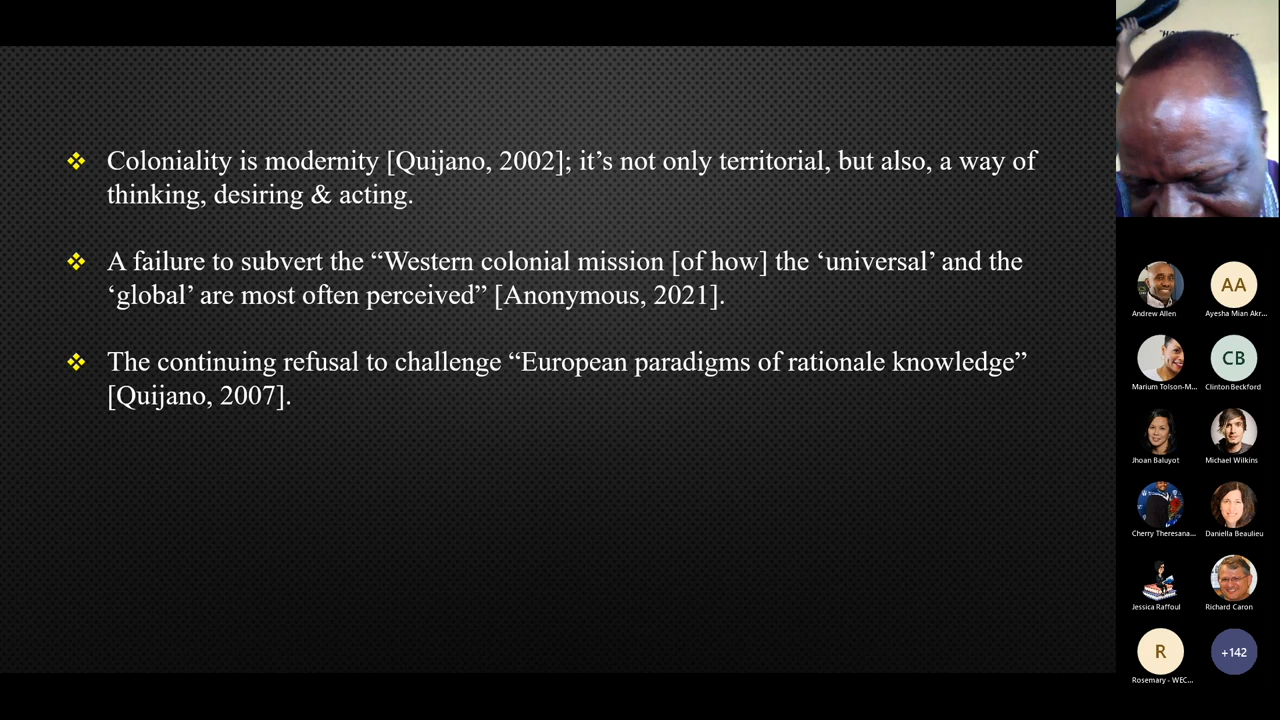 ❖ Coloniality is modernity [Quijano, 2002]; it’s not only territorial, but also, a way of
thinking, desiring & acting.
❖ A failure to subvert the “Western colonial mission [of how] the ‘universal’ and the
‘global’ are most often perceived” [Anonymous, 2021].
❖ The continuing refusal to challenge “European paradigms of rationale knowledge”
[Quijano, 2007].
AA
Andrew Allen
Ayesha Mian Akr...
CB
Marium Tolson-M...
Clinton Beckford
Jhoan Baluyot
Michael Wilkins
Cherry Theresana...
Daniella Beaulieu
Jessica Raffoul
Richard Caron
R
+142
Rosemary - WEC...